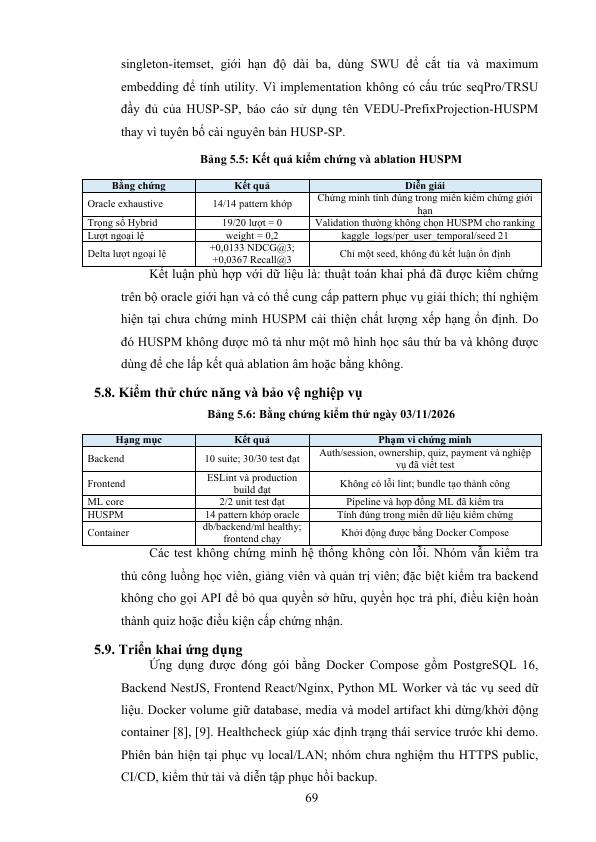 singleton-itemset, giới hạn độ dài ba, dùng SWU để cắt tỉa và maximum
embedding để tính utility. Vì implementation không có cấu trúc seqPro/TRSU
đầy đủ của HUSP-SP, báo cáo sử dụng tên VEDU-PrefixProjection-HUSPM
thay vì tuyên bố cài nguyên bản HUSP-SP.
Bảng 5.5: Kết quả kiểm chứng và ablation HUSPM
Bằng chứng Kết quả Diễn giải
Oracle exhaustive 14/14 pattern khớp Chứng minh tính đúng trong miền kiểm chứng giới
hạn
Trọng số Hybrid 19/20 lượt = 0 Validation thường không chọn HUSPM cho ranking
Lượt ngoại lệ weight = 0,2 kaggle_logs/per_user_temporal/seed 21
Delta lượt ngoại lệ +0,0133 NDCG@3;
+0,0367 Recall@3 Chỉ một seed, không đủ kết luận ổn định
Kết luận phù hợp với dữ liệu là: thuật toán khai phá đã được kiểm chứng
trên bộ oracle giới hạn và có thể cung cấp pattern phục vụ giải thích; thí nghiệm
hiện tại chưa chứng minh HUSPM cải thiện chất lượng xếp hạng ổn định. Do
đó HUSPM không được mô tả như một mô hình học sâu thứ ba và không được
dùng để che lấp kết quả ablation âm hoặc bằng không.
5.8. Kiểm thử chức năng và bảo vệ nghiệp vụ
Bảng 5.6: Bằng chứng kiểm thử ngày 03/11/2026
Hạng mục Kết quả Phạm vi chứng minh
Backend 10 suite; 30/30 test đạt Auth/session, ownership, quiz, payment và nghiệp
vụ đã viết test
Frontend ESLint và production
build đạt Không có lỗi lint; bundle tạo thành công
ML core 2/2 unit test đạt Pipeline và hợp đồng ML đã kiểm tra
HUSPM 14 pattern khớp oracle Tính đúng trong miền dữ liệu kiểm chứng
Container db/backend/ml healthy;
frontend chạy Khởi động được bằng Docker Compose
Các test không chứng minh hệ thống không còn lỗi. Nhóm vẫn kiểm tra
thủ công luồng học viên, giảng viên và quản trị viên; đặc biệt kiểm tra backend
không cho gọi API để bỏ qua quyền sở hữu, quyền học trả phí, điều kiện hoàn
thành quiz hoặc điều kiện cấp chứng nhận.
5.9. Triển khai ứng dụng
Ứng dụng được đóng gói bằng Docker Compose gồm PostgreSQL 16,
Backend NestJS, Frontend React/Nginx, Python ML Worker và tác vụ seed dữ
liệu. Docker volume giữ database, media và model artifact khi dừng/khởi động
container [8], [9]. Healthcheck giúp xác định trạng thái service trước khi demo.
Phiên bản hiện tại phục vụ local/LAN; nhóm chưa nghiệm thu HTTPS public,
CI/CD, kiểm thử tải và diễn tập phục hồi backup.
69